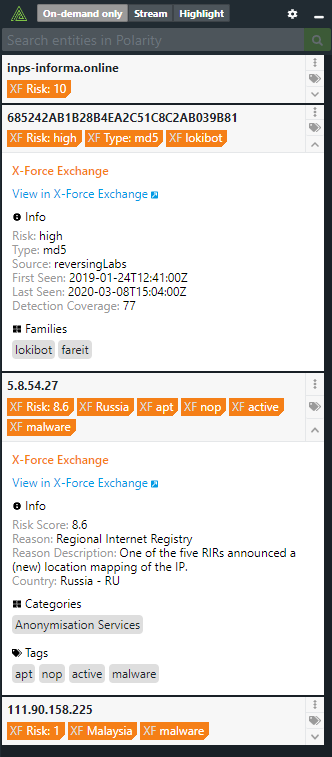 On-demand only Stream Highlight
Search entities in Polarity
inps-informa.online
XF Risk: 10
685242AB1B28B4EA2C51C8C2AB039B81
XF Risk: high XF Type: md5 XF lokibot
X-Force Exchange
View in X-Force Exchange
Info
Risk: high
Type: md5
Source: reversingLabs
First Seen: 2019-01-24T12:41:00Z
Last Seen: 2020-03-08T15:04:00Z
Detection Coverage: 77
Families
lokibot fareit
5.8.54.27
XF Risk: 8.6 XF Russia XF apt XF nop XF active
XF malware
X-Force Exchange
View in X-Force Exchange
Info
Risk Score: 8.6
Reason: Regional Internet Registry
Reason Description: One of the five RIRs announced a
(new) location mapping of the IP.
Country: Russia - RU
Categories
Anonymisation Services
Tags
apt nop active malware
111.90.158.225
XF Risk: 1 XF Malaysia XF malware